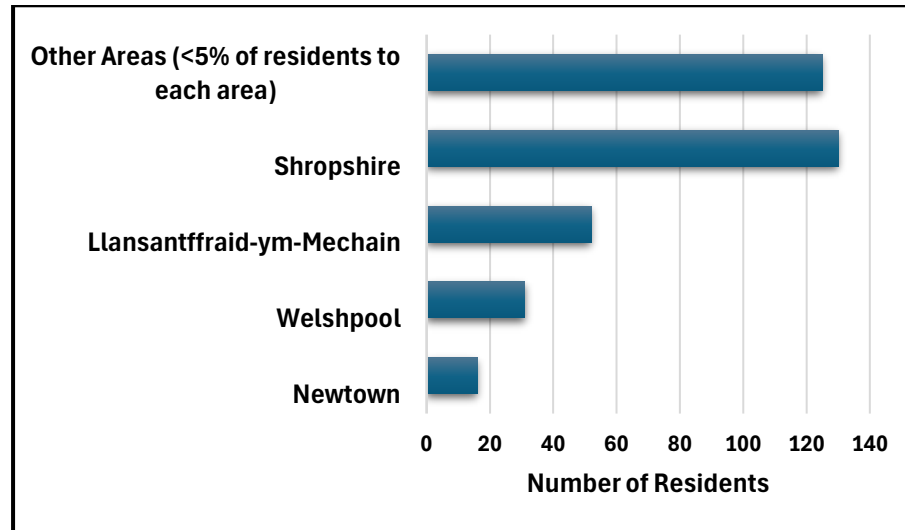 Other Areas (<5% of residents to
each area)
Shropshire
Llansantffraid-ym-Mechain
Welshpool
Newtown
0 20 40 60 80 100 120 140
Number of Residents